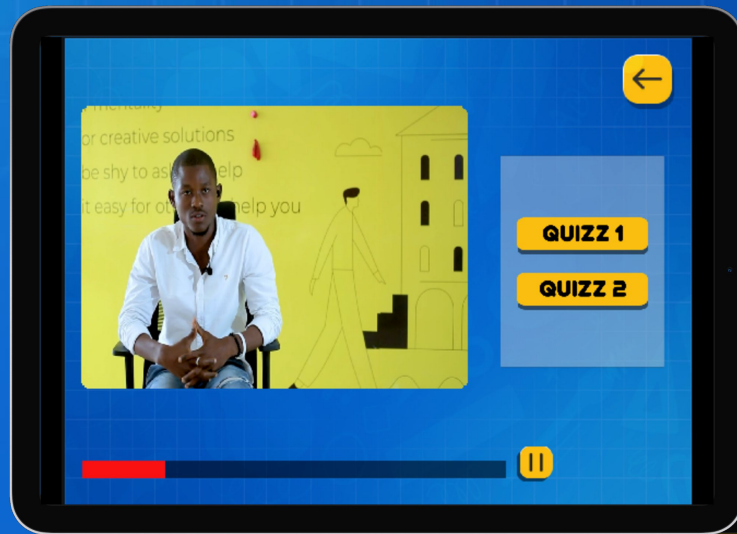 mentality
or creative solutions
be shy to as elp
it easy for ot help you
QUIZZ 1
QUIZZ 2